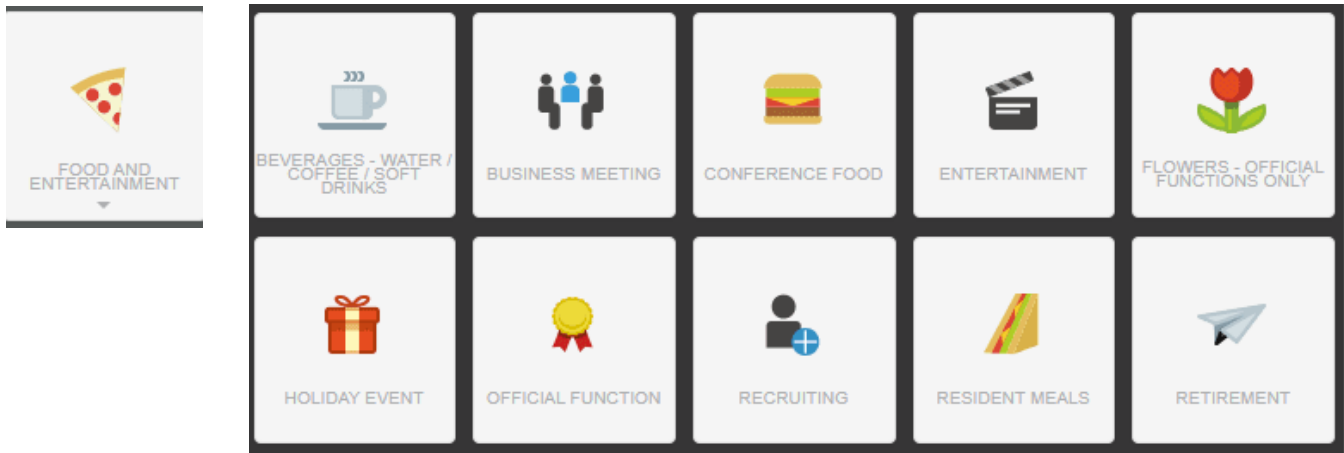 FOOD AND
ENTERTAINMENT
BEVERAGES - WATER /
COFFEE / SOFT
DRINKS
BUSINESS MEETING
CONFERENCE FOOD
ENTERTAINMENT
FLOWERS - OFFICIAL
FUNCTIONS ONLY
HOLIDAY EVENT
OFFICIAL FUNCTION
RECRUITING
RESIDENT MEALS
RETIREMENT